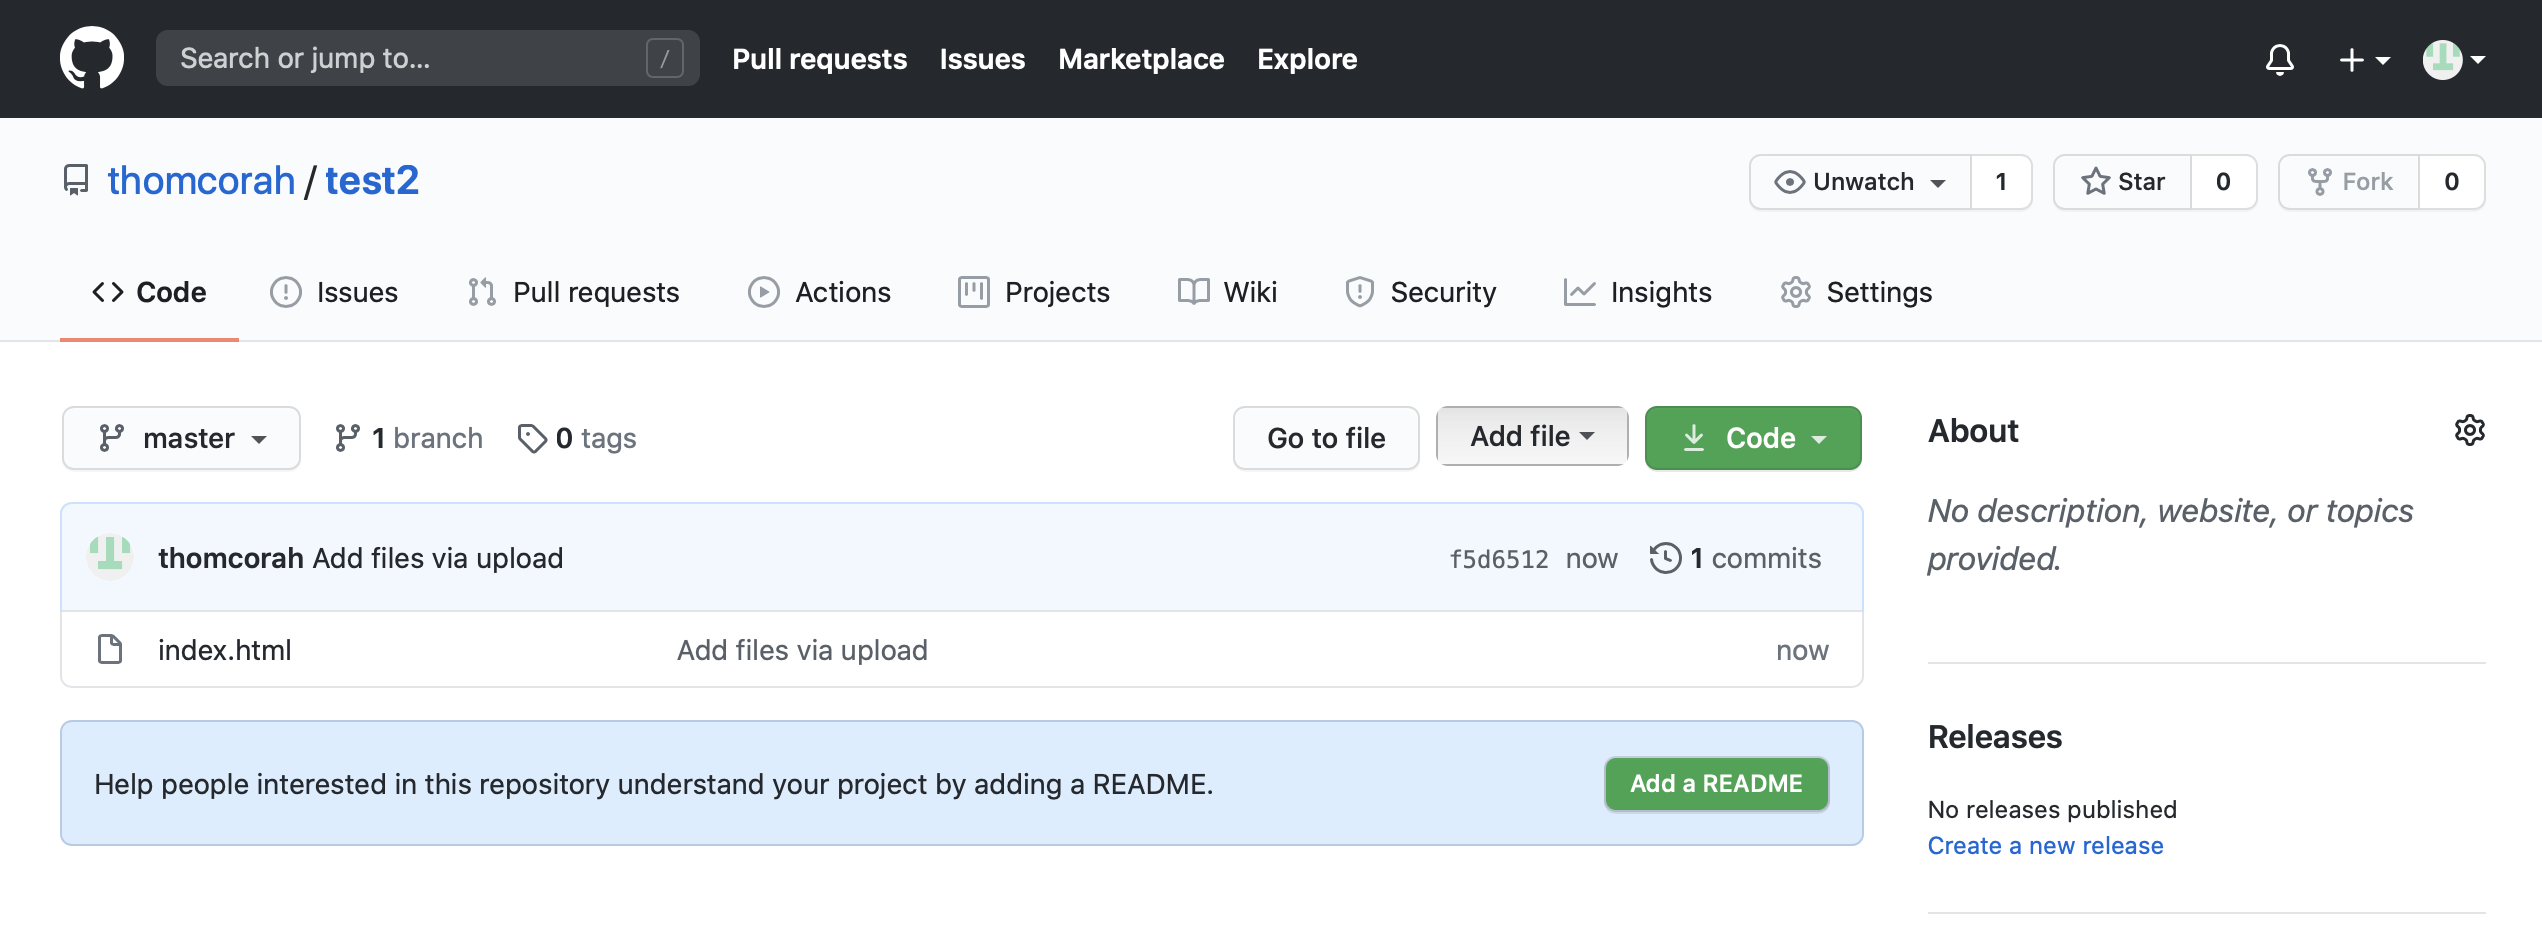 Search or jump to... /
Pull requests Issues Marketplace Explore
thomcorah / test2
Unwatch 1 Star 0 Fork 0
Code Issues Pull requests Actions Projects Wiki Security Insights Settings
master 1 branch 0 tags Go to file Add file Code
thomcorah Add files via upload f5d6512 now 1 commits
index.html Add files via upload now
Help people interested in this repository understand your project by adding a README. Add a README
About
No description, website, or topics
provided.
Releases
No releases published
Create a new release